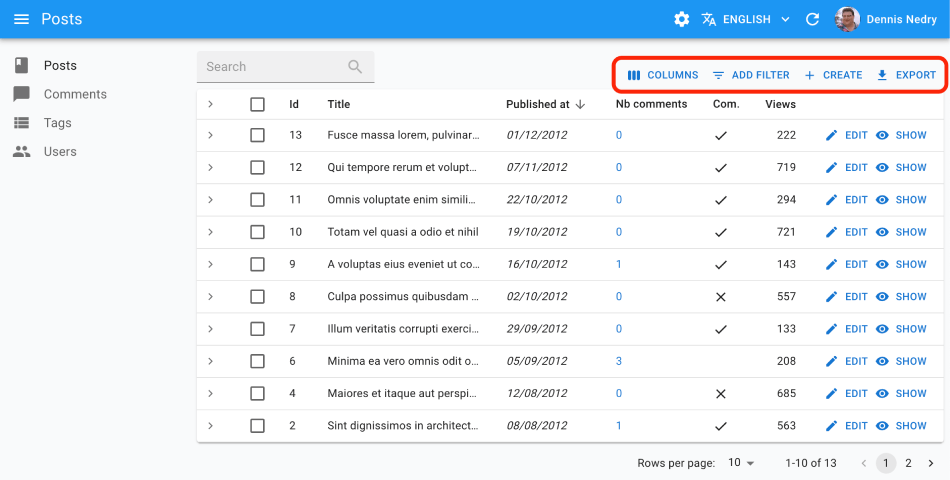 Posts ENGLISH Dennis Nedry
Posts
Comments
Tags
Users
Search COLUMNS ADD FILTER CREATE EXPORT
Id Title Published at Nb comments Com. Views
13 Fusce massa lorem, pulvinar... 01/12/2012 0 222 EDIT SHOW
12 Qui tempore rerum et volupt... 07/11/2012 0 719 EDIT SHOW
11 Omnis voluptate enim simili... 22/10/2012 0 294 EDIT SHOW
10 Totam vel quasi a odio et nihil 19/10/2012 0 721 EDIT SHOW
9 A voluptas eius eveniet ut co... 16/10/2012 1 143 EDIT SHOW
8 Culpa possimus quibusdam ... 02/10/2012 0 557 EDIT SHOW
7 Illum veritatis corrupti exerci... 29/09/2012 0 133 EDIT SHOW
6 Minima ea vero omnis odit o... 05/09/2012 3 208 EDIT SHOW
4 Maiores et itaque aut perspi... 12/08/2012 0 685 EDIT SHOW
2 Sint dignissimos in architect... 08/08/2012 1 563 EDIT SHOW
Rows per page: 10 1-10 of 13 1 2